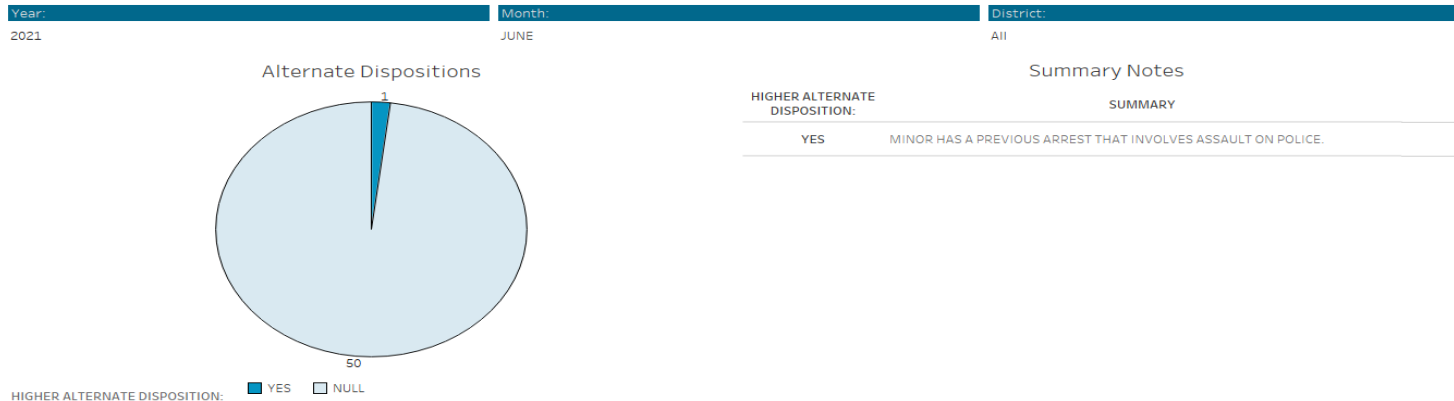 Year: Month: District:
2021 JUNE All
Alternate Dispositions
1
50
HIGHER ALTERNATE DISPOSITION: YES NULL
Summary Notes
HIGHER ALTERNATE
DISPOSITION: SUMMARY
YES MINOR HAS A PREVIOUS ARREST THAT INVOLVES ASSAULT ON POLICE.